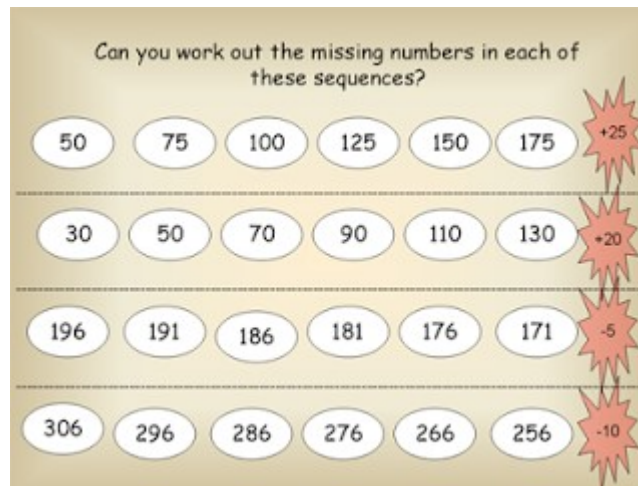 Can you work out the missing numbers in each of
these sequences?
50 75 100 125 150 175 +25
30 50 70 90 110 130 +20
196 191 186 181 176 171 -5
306 296 286 276 266 256 -10